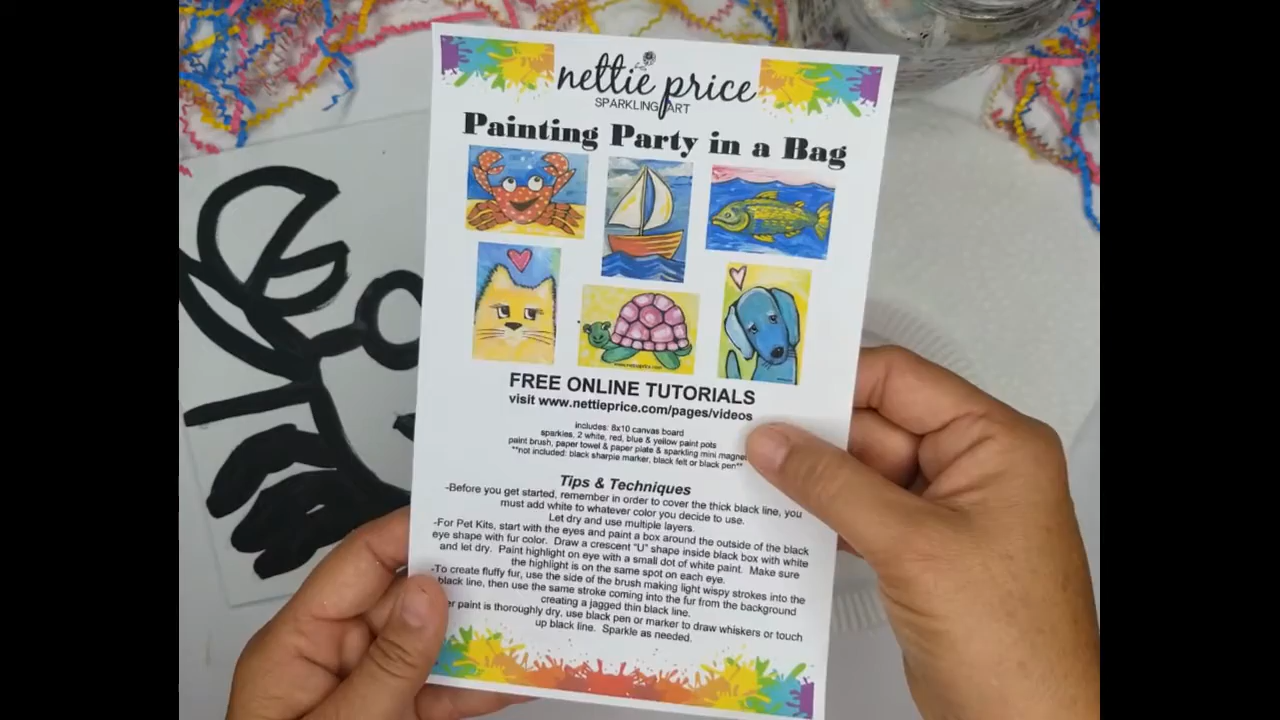 nettie price
SPARKLING ART
Painting Party in a Bag
FREE ONLINE TUTORIALS
visit www.nettieprice.com/pages/videos
includes: 8x10 canvas board
sparkles, 2 white, red, blue & yellow paint pots
paint brush, paper towel & paper plate & sparkling mini magne
**not included: black sharpie marker, black felt or black pen**
Tips & Techniques
-Before you get started, remember in order to cover the thick black line, you
must add white to whatever color you decide to use.
Let dry and use multiple layers.
-For Pet Kits, start with the eyes and paint a box around the outside of the black
eye shape with fur color. Draw a crescent "U" shape inside black box with white
and let dry. Paint highlight on eye with a small dot of white paint. Make sure
the highlight is on the same spot on each eye.
-To create fluffy fur, use the side of the brush making light wispy strokes into the
black line, then use the same stroke coming into the fur from the background
creating a jagged thin black line.
er paint is thoroughly dry, use black pen or marker to draw whiskers or touch
up black line. Sparkle as needed.